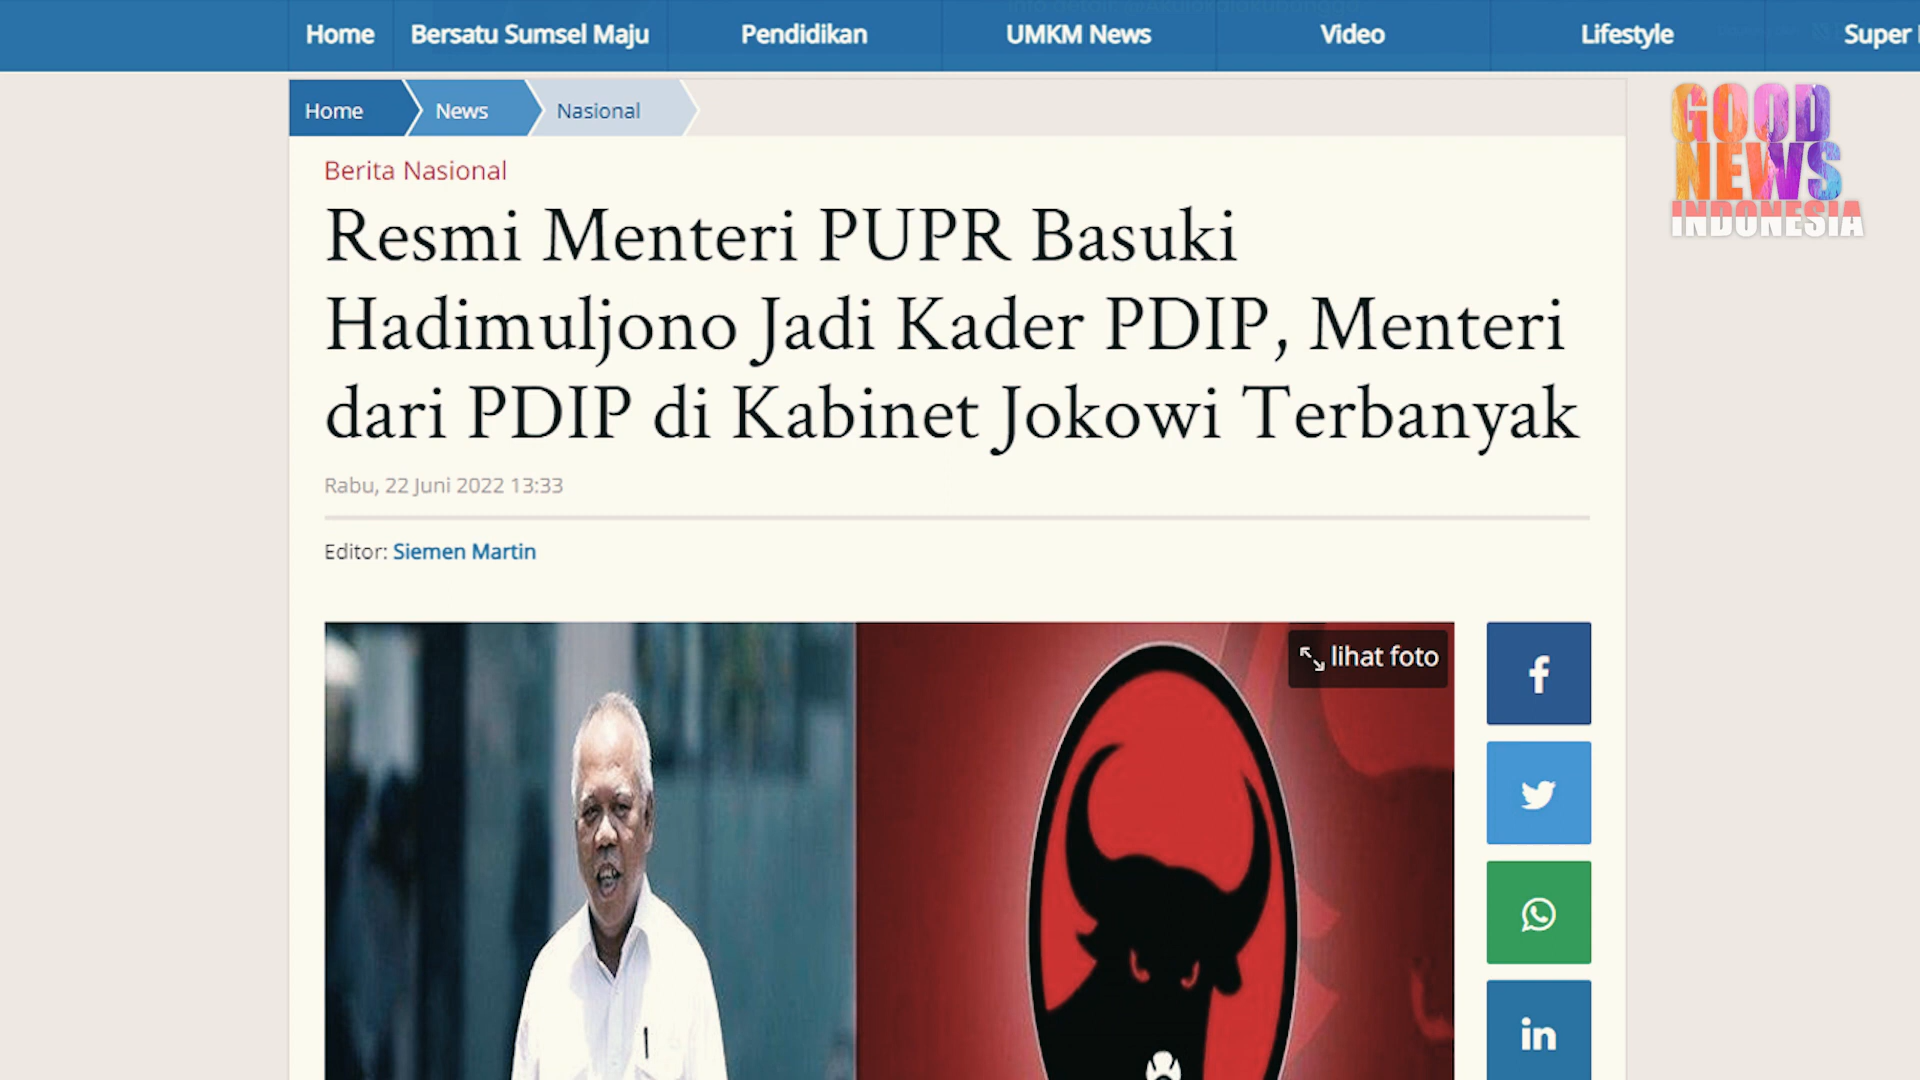 Home Bersatu Sumsel Maju Pendidikan UMKM News Video Lifestyle Super
Home News Nasional
GOOD
NEWS
INDONESIA
Berita Nasional
Resmi Menteri PUPR Basuki
Hadimuljono Jadi Kader PDIP, Menteri
dari PDIP di Kabinet Jokowi Terbanyak
Rabu, 22 Juni 2022 13:33
Editor: Siemen Martin
lihat foto